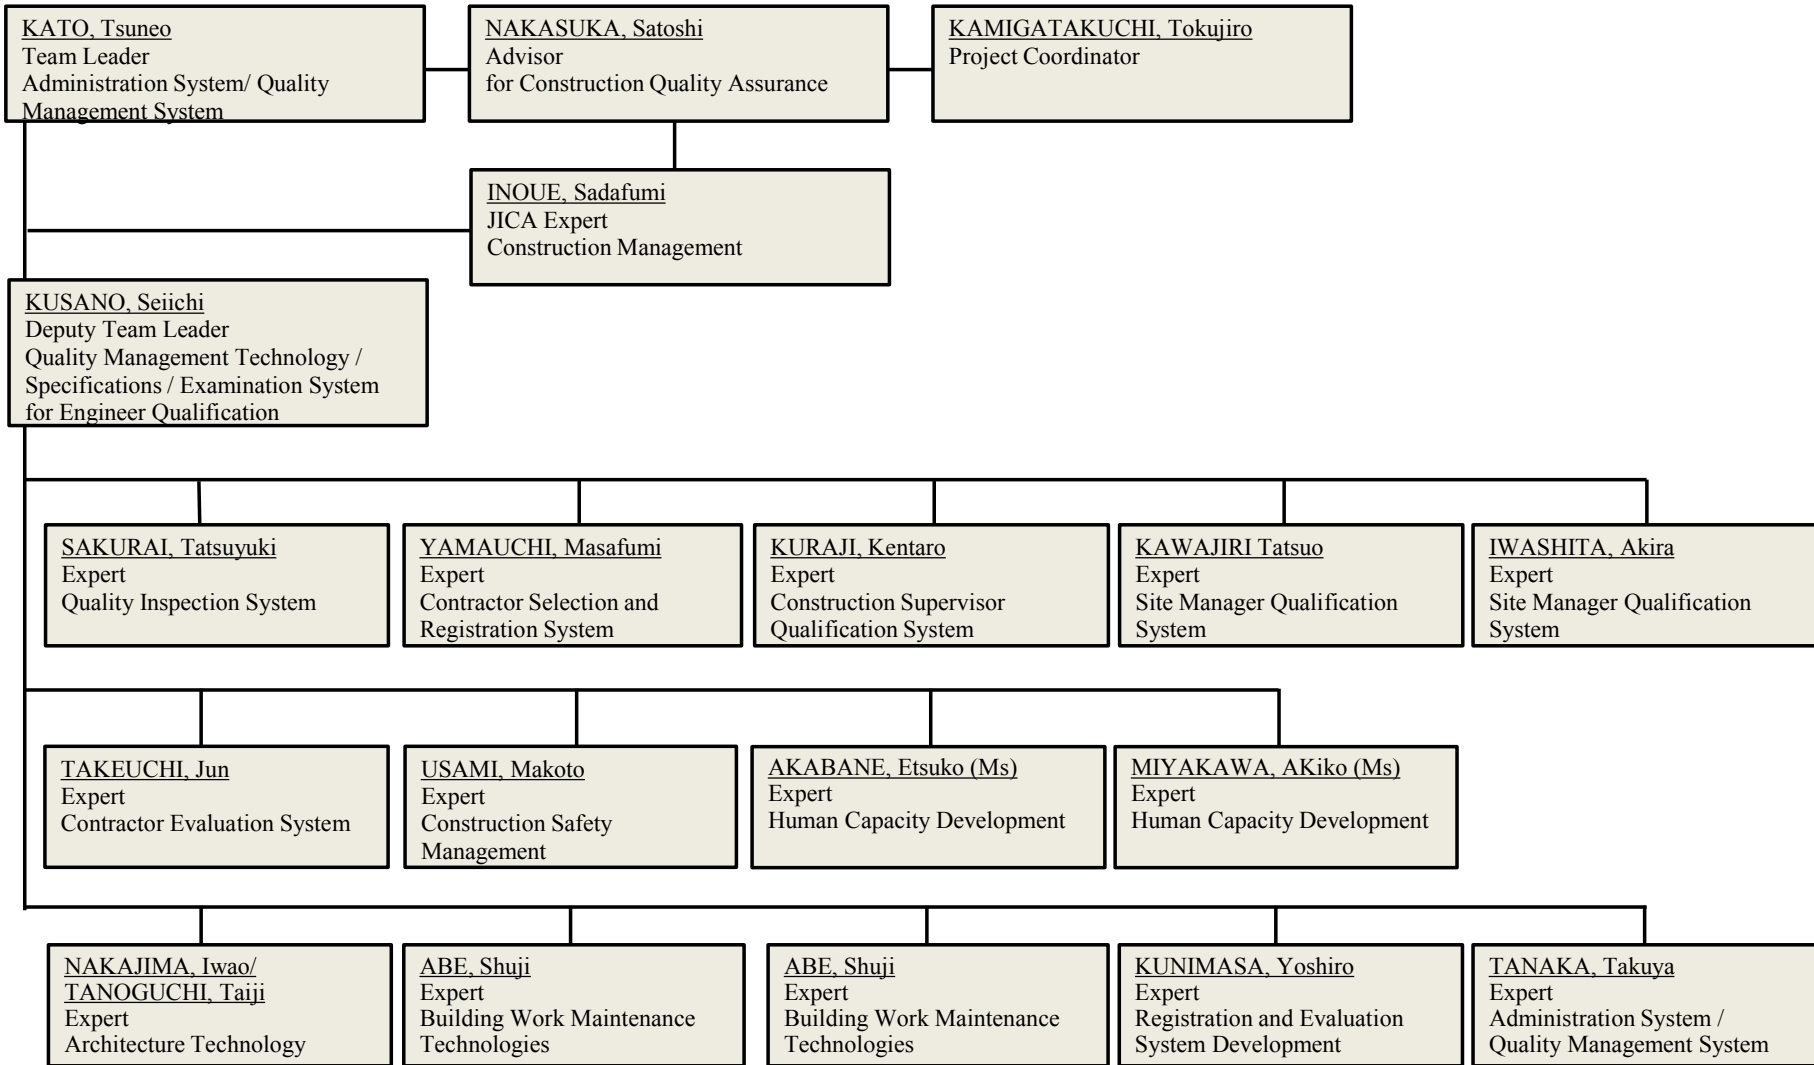 KATO, Tsuneo
Team Leader
Administration System/ Quality
Management System
NAKASUKA, Satoshi
Advisor
for Construction Quality Assurance
KAMIGATAKUCHI, Tokujiro
Project Coordinator
INOUE, Sadafumi
JICA Expert
Construction Management
KUSANO, Seiichi
Deputy Team Leader
Quality Management Technology /
Specifications / Examination System
for Engineer Qualification
SAKURAI, Tatsuyuki
Expert
Quality Inspection System
YAMAUCHI, Masafumi
Expert
Contractor Selection and
Registration System
KURAJI, Kentaro
Expert
Construction Supervisor
Qualification System
KAWAJIRI Tatsuo
Expert
Site Manager Qualification
System
IWASHITA, Akira
Expert
Site Manager Qualification
System
TAKEUCHI, Jun
Expert
Contractor Evaluation System
USAMI, Makoto
Expert
Construction Safety
Management
AKABANE, Etsuko (Ms)
Expert
Human Capacity Development
MIYAKAWA, AKiko (Ms)
Expert
Human Capacity Development
NAKAJIMA, Iwao/
TANOGUCHI, Taiji
Expert
Architecture Technology
ABE, Shuji
Expert
Building Work Maintenance
Technologies
ABE, Shuji
Expert
Building Work Maintenance
Technologies
KUNIMASA, Yoshiro
Expert
Registration and Evaluation
System Development
TANAKA, Takuya
Expert
Administration System /
Quality Management System